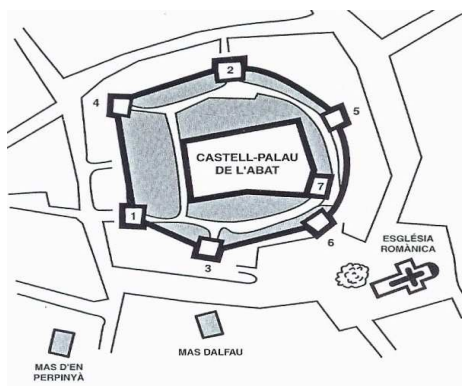 2
4
5
CASTELL-PALAU
DE L'ABAT
7
1
3
6
ESGLÉSIA
ROMÀNICA
MAS D'EN
PERPINYÀ
MAS DALFAU